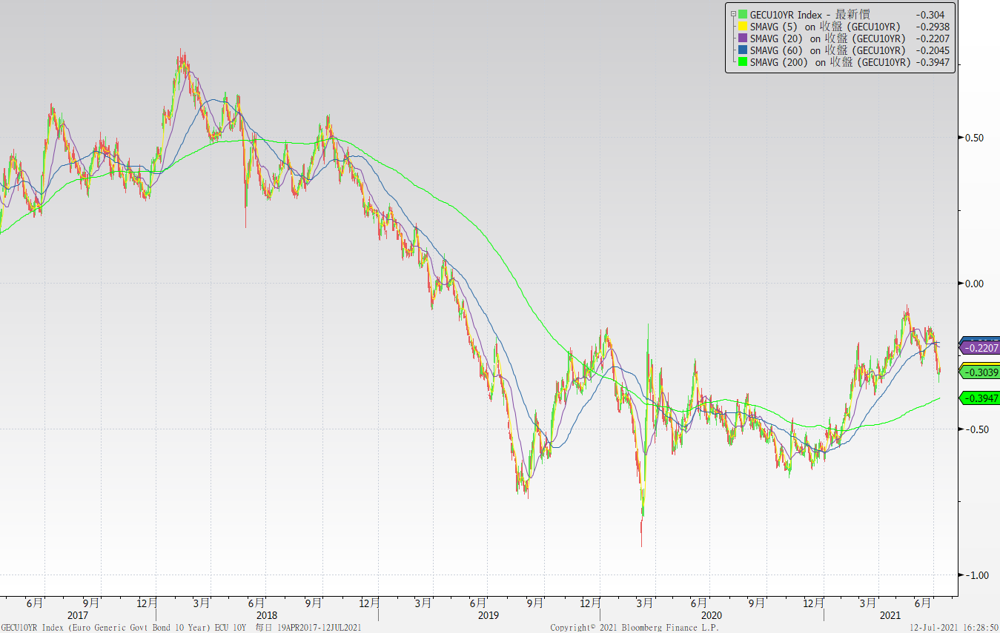 GECU10YR Index - 最新價 -0.304
SMAVG (5) on 收盤 (GECU10YR) -0.2938
SMAVG (20) on 收盤 (GECU10YR) -0.2207
SMAVG (60) on 收盤 (GECU10YR) -0.2045
SMAVG (200) on 收盤 (GECU10YR) -0.3947
0.50
0.00
-0.2207
-0.3039
-0.3947
-0.50
-1.00
6月 9月 12月 3月 6月 9月 12月 3月 6月 9月 12月 3月 6月 9月 12月 3月 6月
2017 2018 2019 2020 2021
GECU10YR Index (Euro Generic Govt Bond 10 Year) ECU 10Y 每日 19APR2017-12JUL2021 Copyright© 2021 Bloomberg Finance L.P. 12-Jul-2021 16:28:50